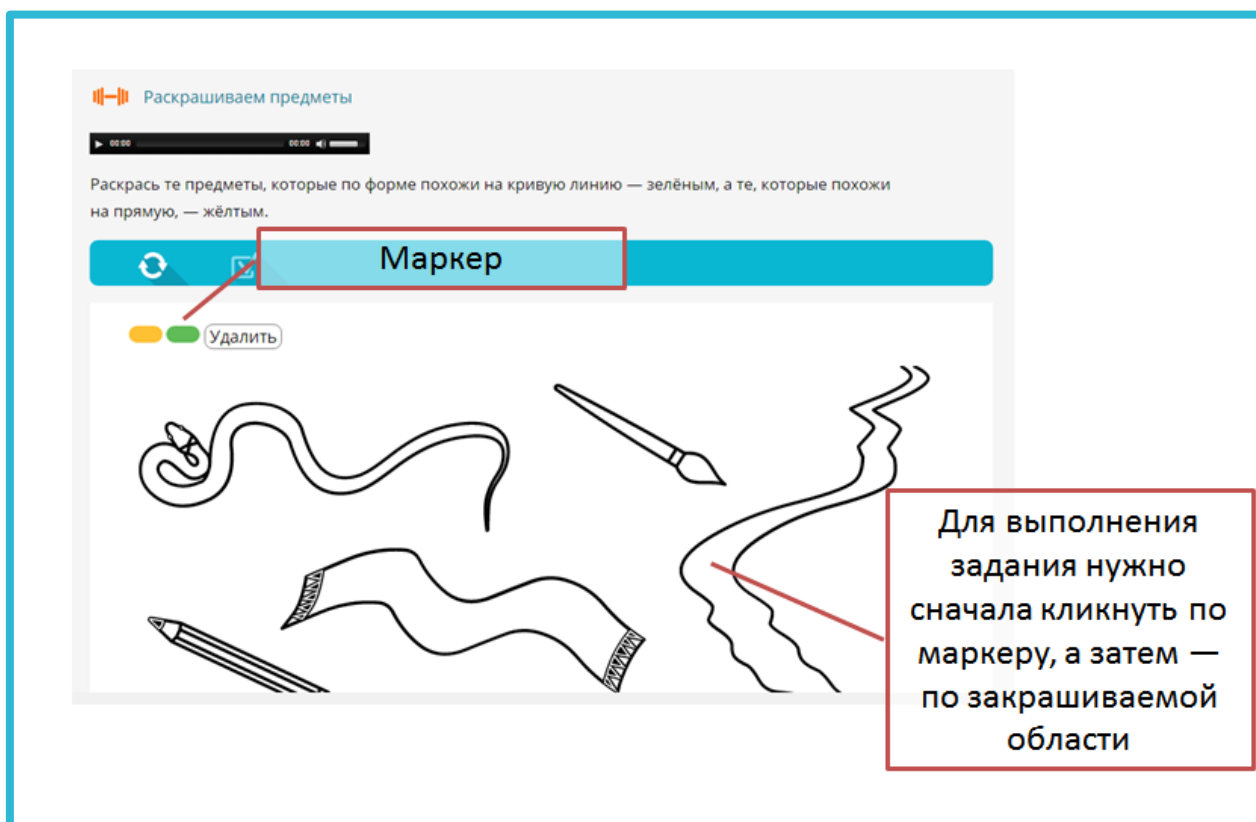 Раскрашиваем предметы
00:00 00:00
Раскрась те предметы, которые по форме похожи на кривую линию — зелёным, а те, которые похожи
на прямую, — жёлтым.
Маркер
Удалить
Для выполнения
задания нужно
сначала кликнуть по
маркеру, а затем —
по закрашиваемой
области